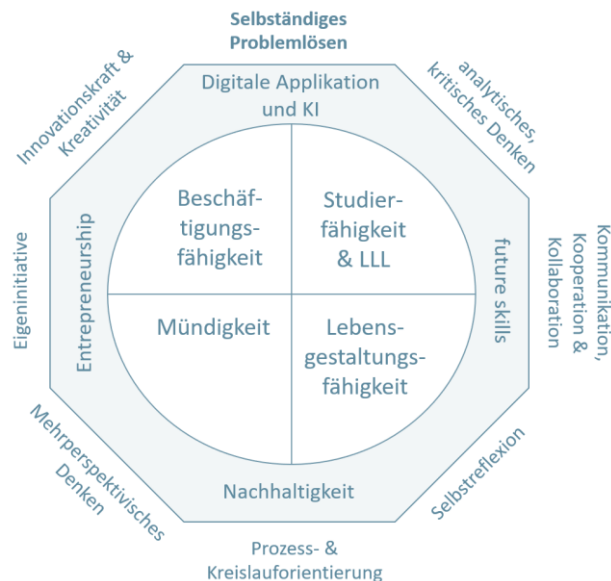 Selbständiges
Problemlösen
Innovationskraft &
Kreativität
analytisches,
kritisches Denken
Digitale Applikation
und KI
Beschäf-
tigungs-
fähigkeit
Studier-
fähigkeit
& LLL
Eigeninitiative
Entrepreneurship
future skills
Kommunikation,
Kooperation &
Kollaboration
Mündigkeit
Lebens-
gestaltungs-
fähigkeit
Mehrperspektivisches
Denken
Nachhaltigkeit
Selbstreflexion
Prozess- &
Kreislauforientierung